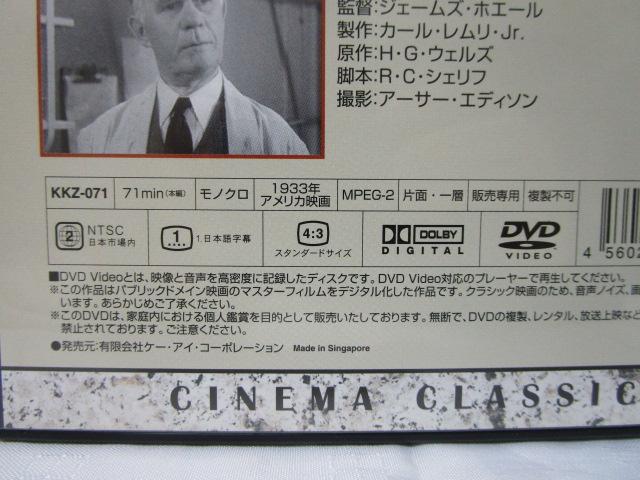 監督:ジェームズ・ホエール
製作:カール・レムリ・Jr.
原作:H・G・ウェルズ
脚本:R・C・シェリフ
撮影:アーサー・エディソン
KKZ-071 71min(本編) モノクロ 1933年 アメリカ映画 MPEG-2 片面・一層 販売専用 複製不可
2 NTSC 日本市場内 1 1.日本語字幕 4:3 スタンダードサイズ DOLBY DIGITAL DVD VIDEO
4 5602
■DVD Videoとは、映像と音声を高密度に記録したディスクです。DVD Video対応のプレーヤーで再生してください。
※この作品はパブリックドメイン映画のマスターフィルムをデジタル化した作品です。クラシック映画のため、音声ノイズ、画
います。あらかじめご了承ください。
※このDVDは、家庭内における個人鑑賞を目的として販売いたしております。無断で、DVDの複製、レンタル、放送上映など
禁止されております。ご注意ください。
●発売元:有限会社ケー・アイ・コーポレーション Made in Singapore
CINEMA CLASSIC